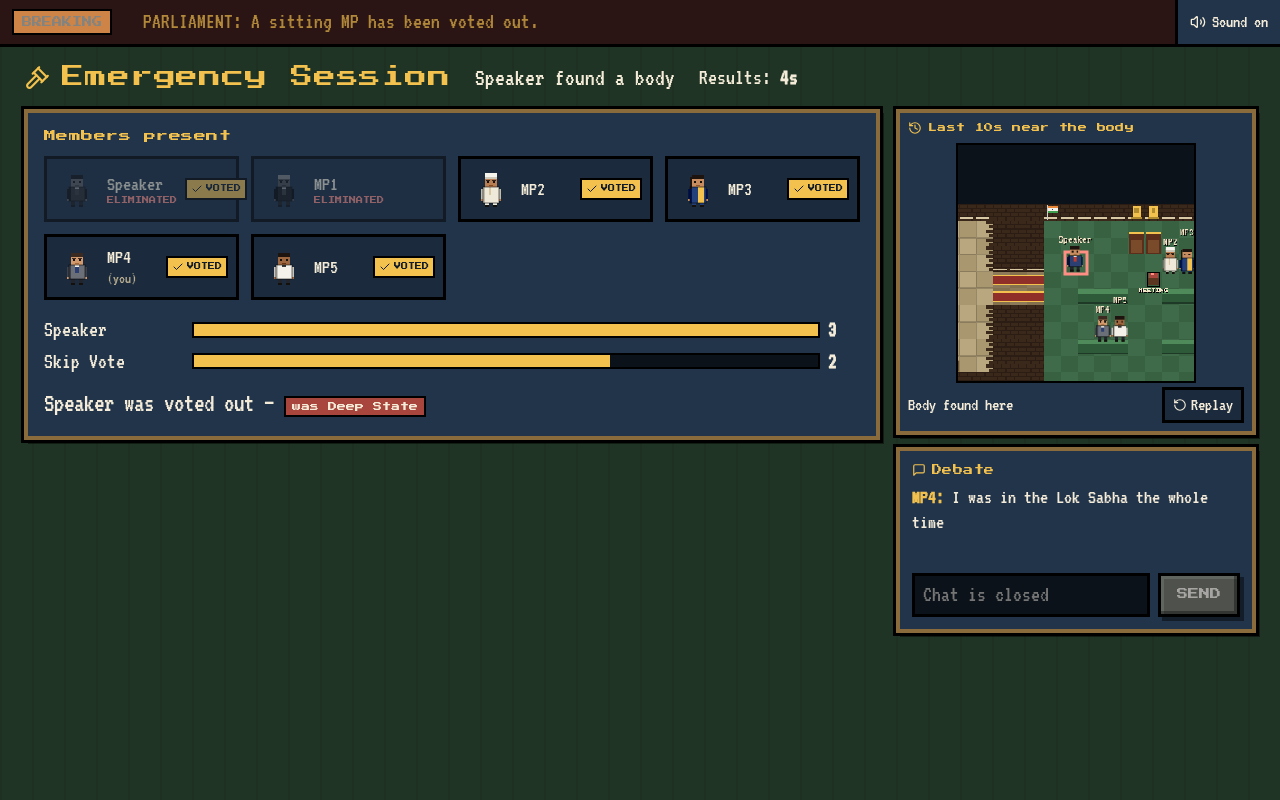 BREAKING
PARLIAMENT: A sitting MP has been voted out.
Sound on
Emergency Session
Speaker found a body
Results: 4s
Members present
Speaker
ELIMINATED
VOTED
MP1
ELIMINATED
MP2
VOTED
MP3
VOTED
MP4
(you)
VOTED
MP5
VOTED
Speaker
3
Skip Vote
2
Speaker was voted out – was Deep State
Last 10s near the body
Speaker
MP2
MP3
MEETING
MP5
MP4
Body found here
Replay
Debate
MP4: I was in the Lok Sabha the whole
time
Chat is closed
SEND